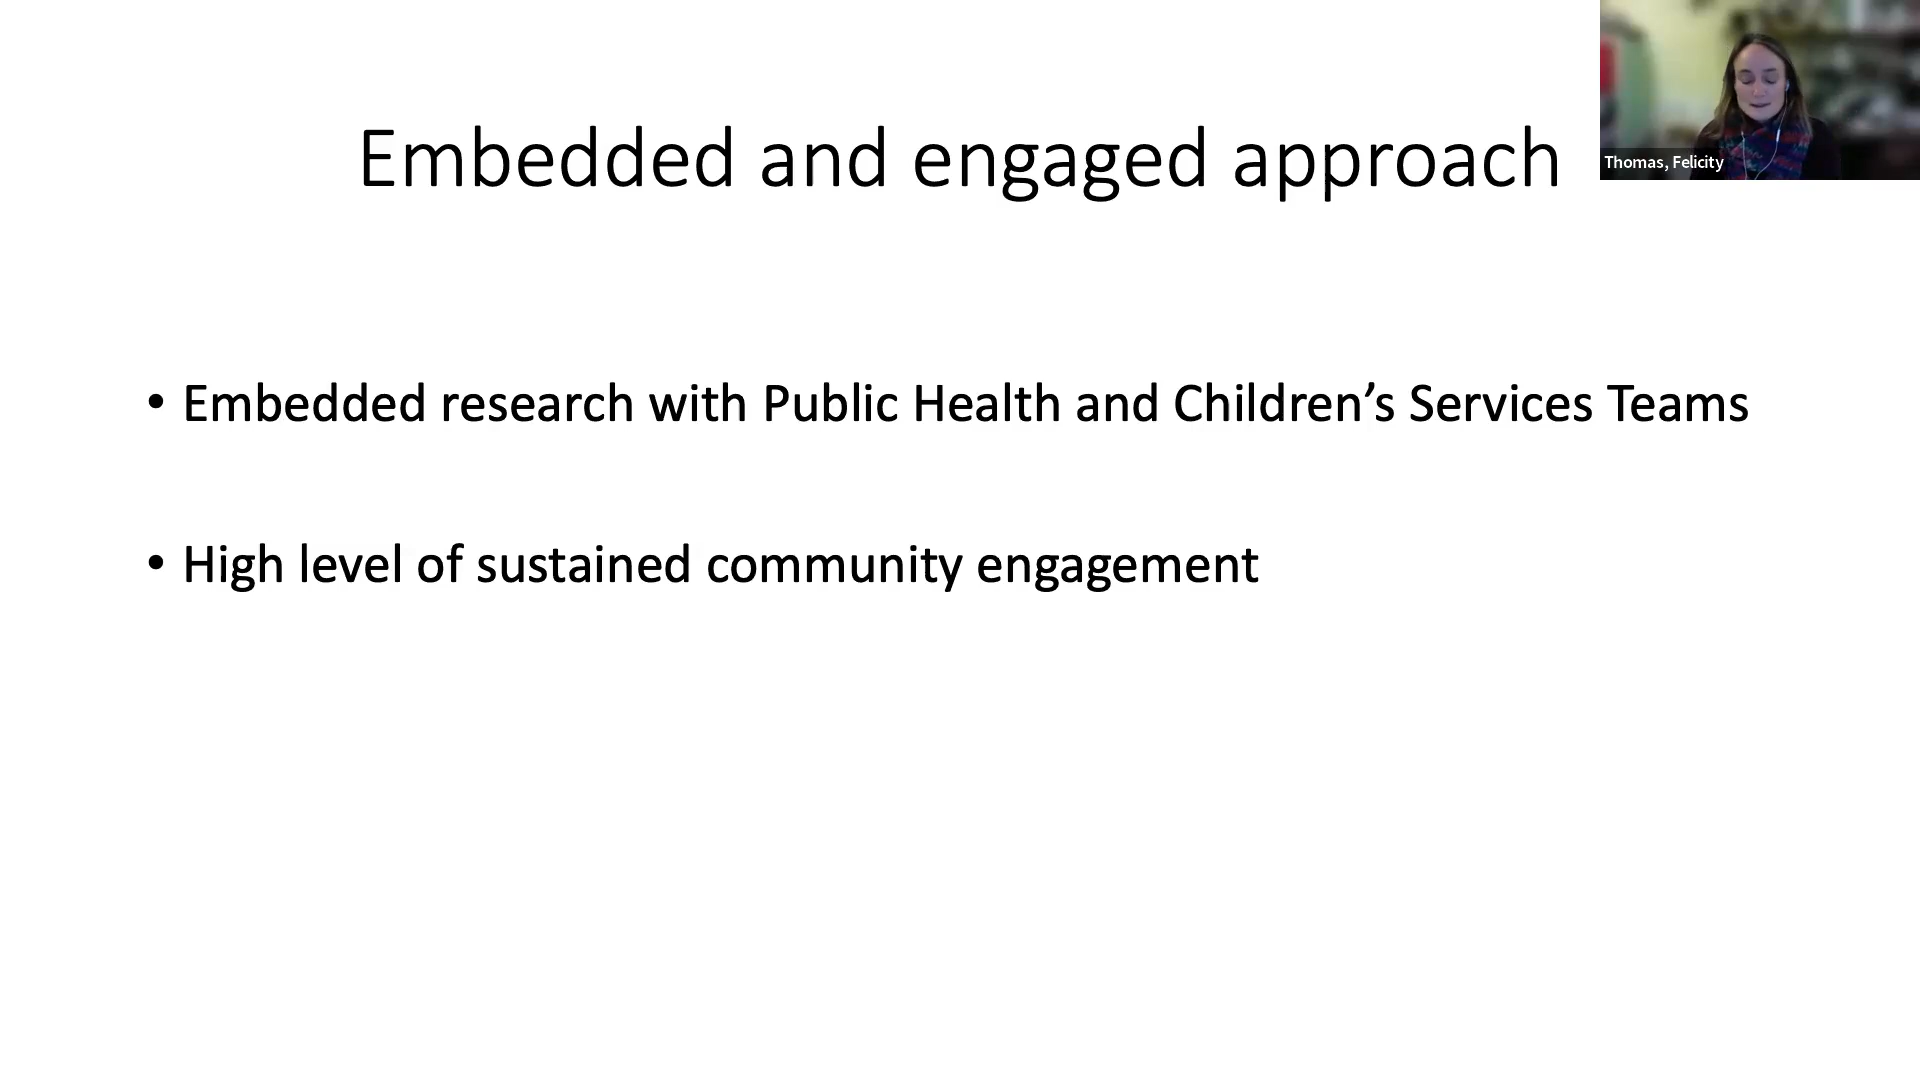 Embedded and engaged approach
Thomas, Felicity
• Embedded research with Public Health and Children’s Services Teams
• High level of sustained community engagement